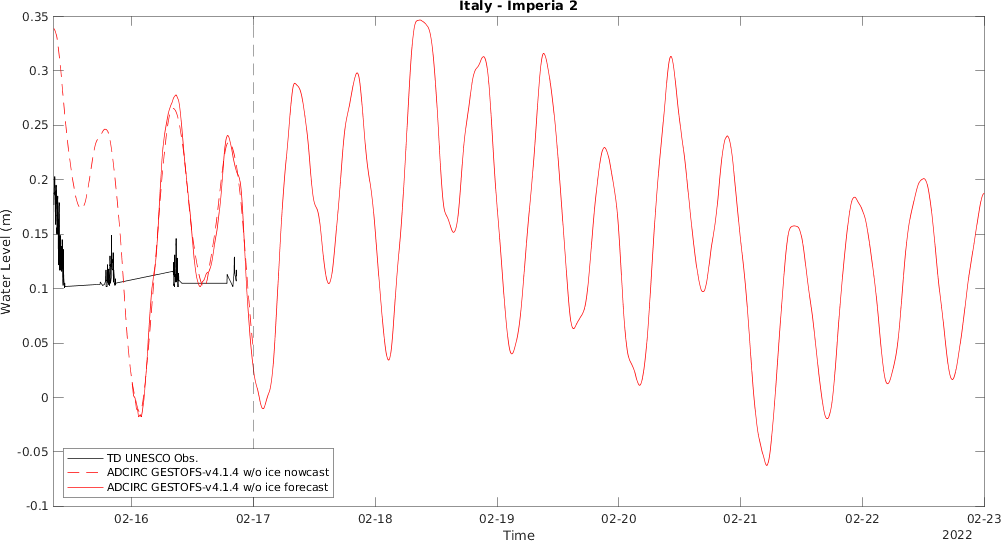 Italy - Imperia 2
0.35
0.3
0.25
0.2
0.15
0.1
0.05
0
-0.05
-0.1
Water Level (m)
TD UNESCO Obs.
ADCIRC GESTOFS-v4.1.4 w/o ice nowcast
ADCIRC GESTOFS-v4.1.4 w/o ice forecast
02-16 02-17 02-18 02-19 02-20 02-21 02-22 02-23
Time 2022